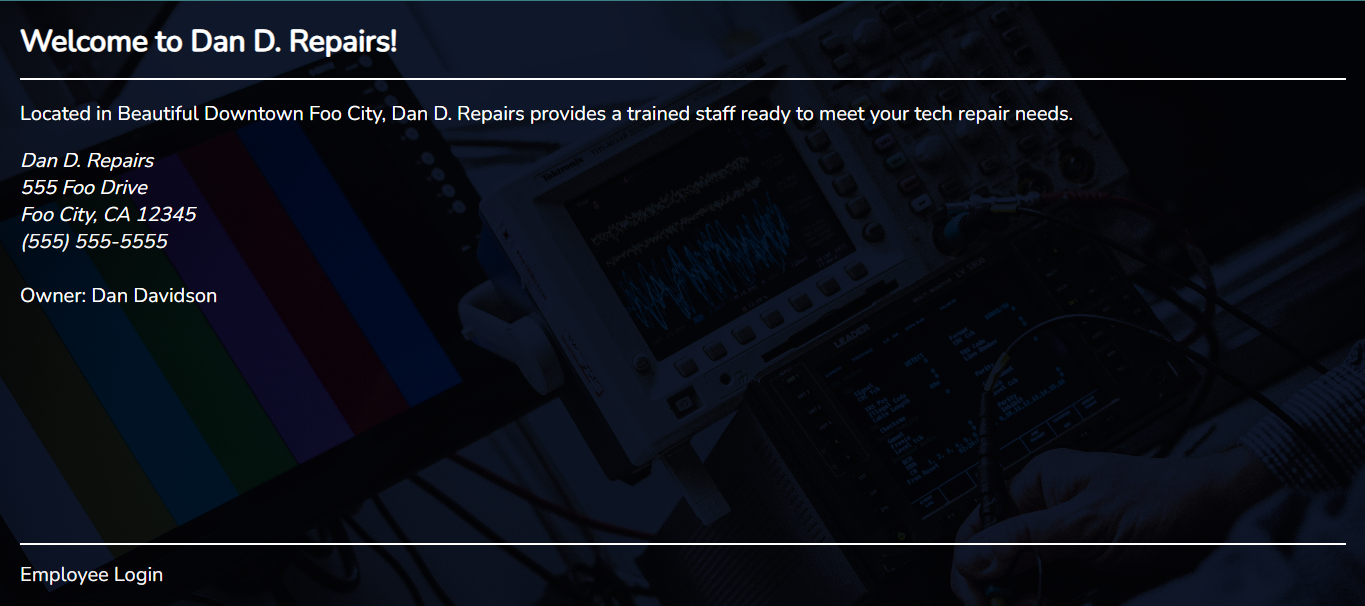 Welcome to Dan D. Repairs!
Located in Beautiful Downtown Foo City, Dan D. Repairs provides a trained staff ready to meet your tech repair needs.
Dan D. Repairs
555 Foo Drive
Foo City, CA 12345
(555) 555-5555
Owner: Dan Davidson
Tektronix
LEADER
Employee Login